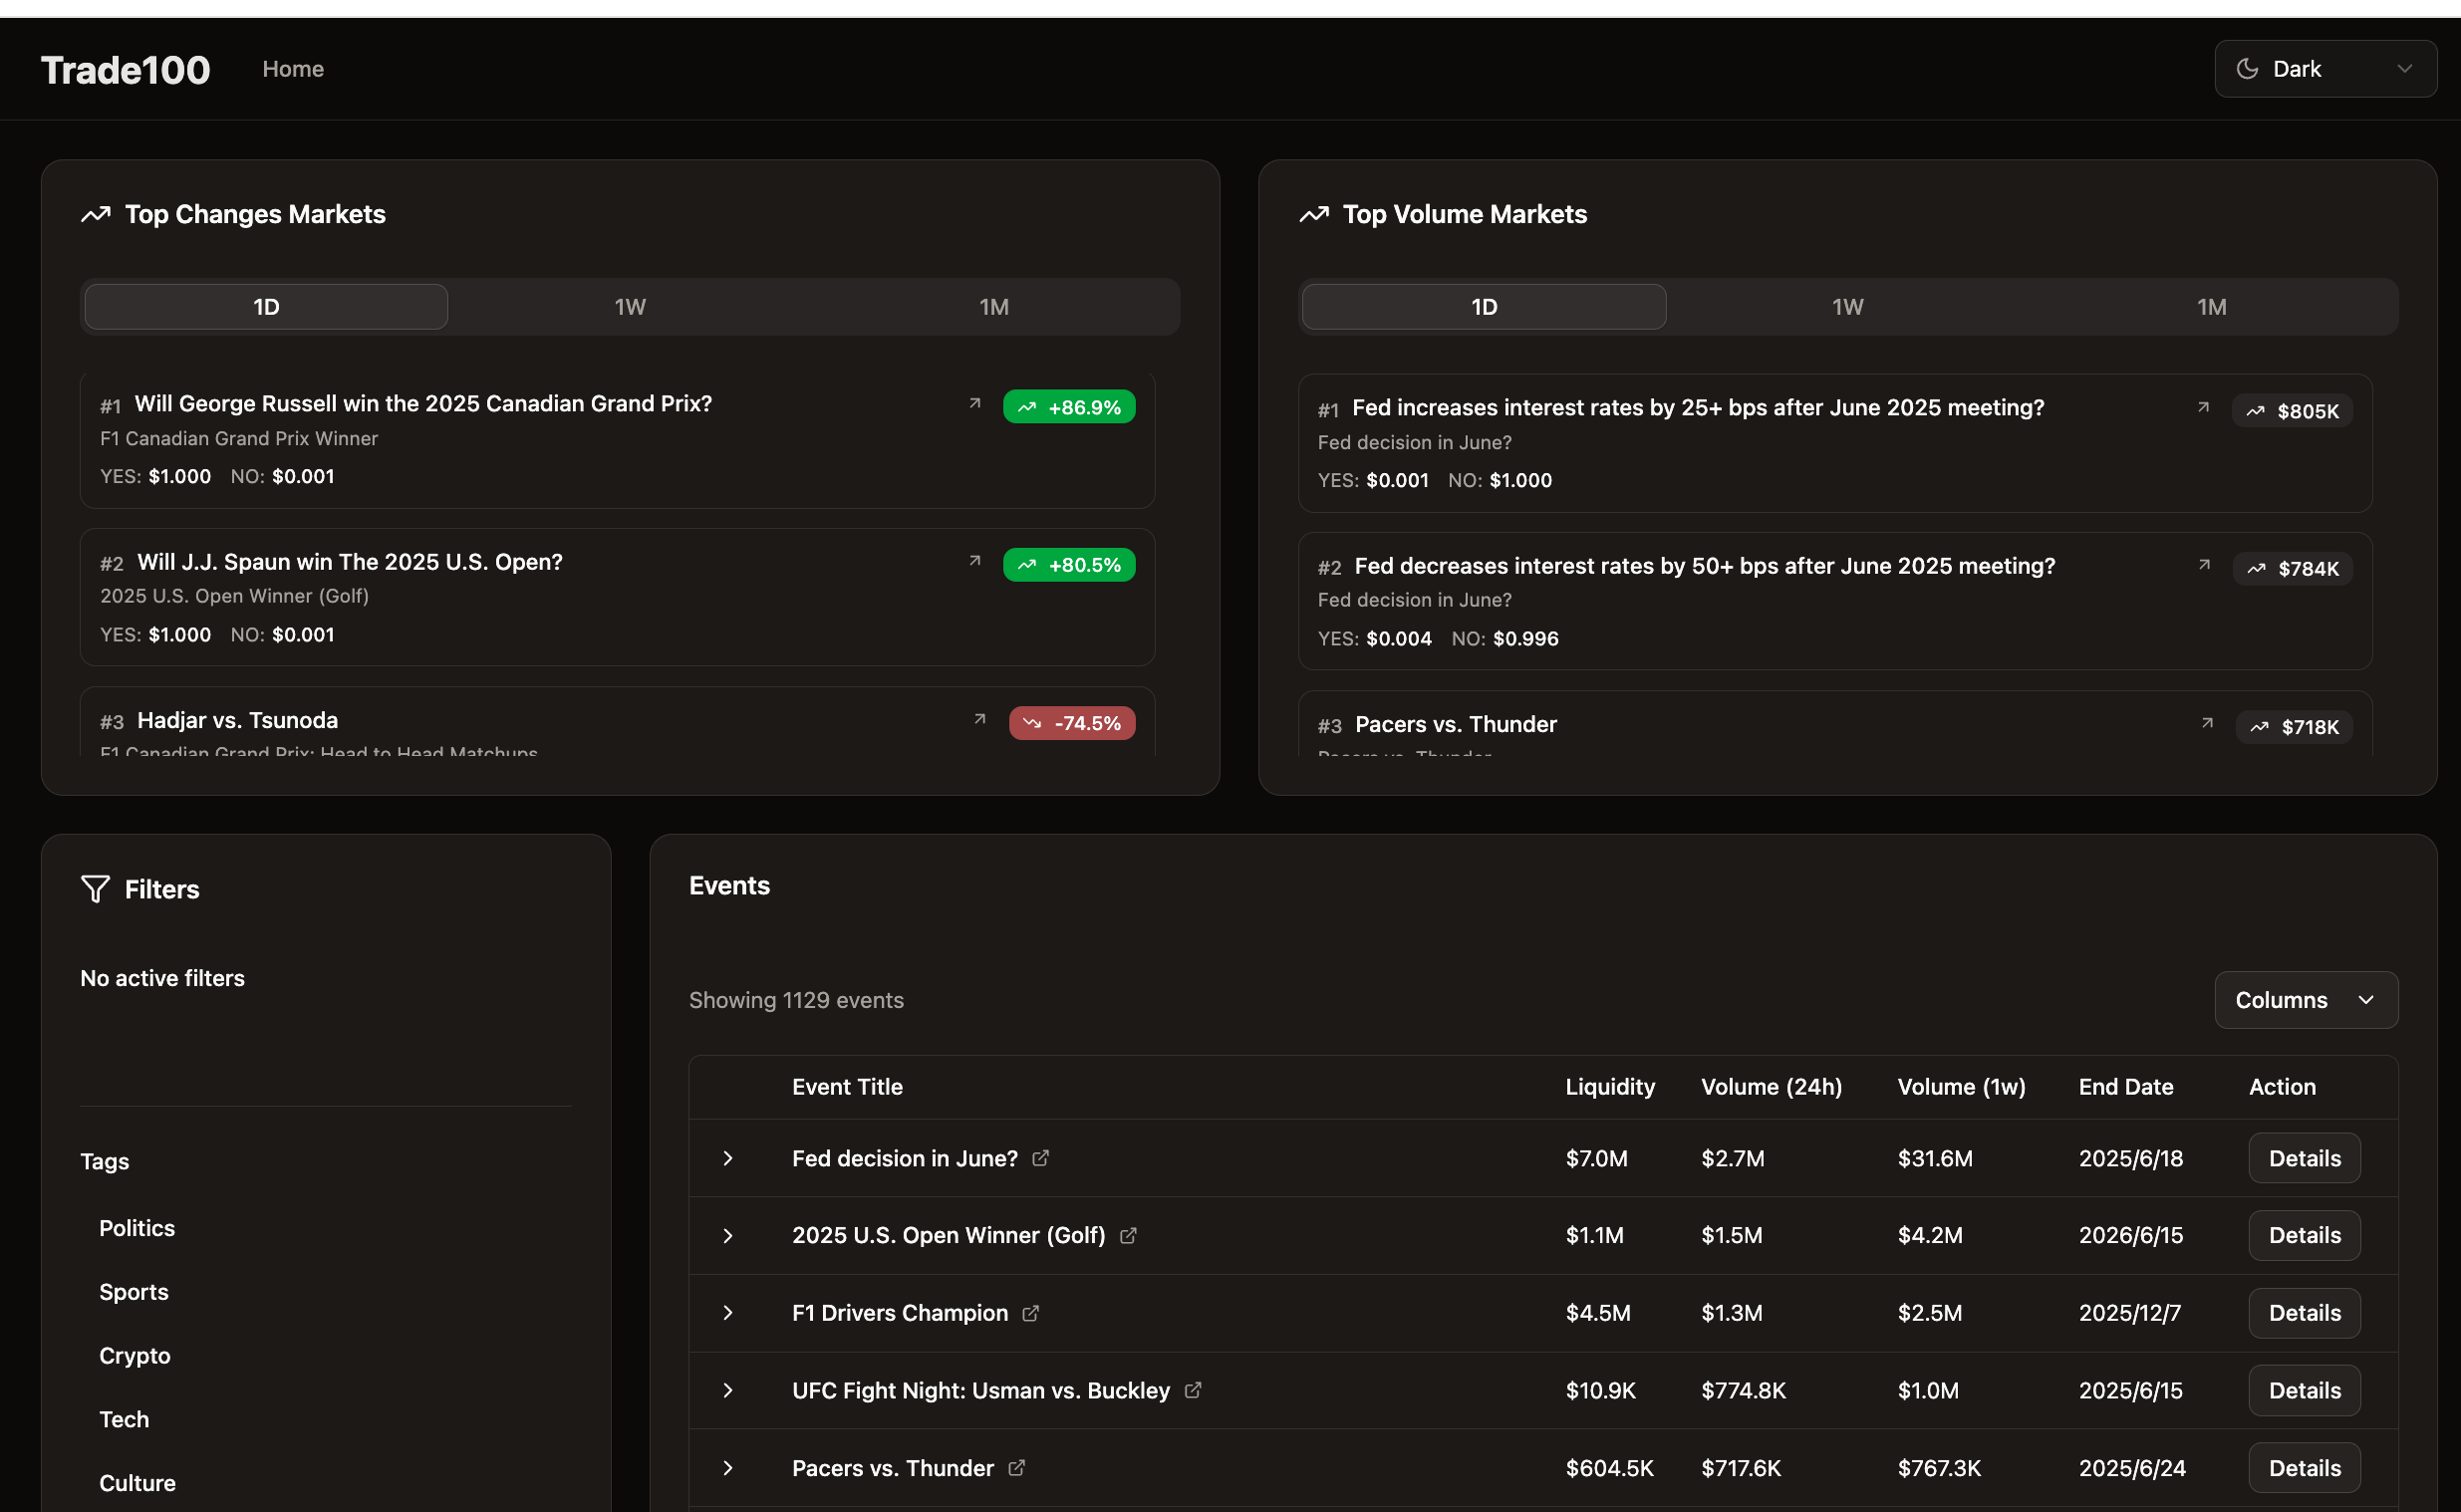 Trade100
Home
Dark
Top Changes Markets
1D 1W 1M
#1 Will George Russell win the 2025 Canadian Grand Prix? +86.9%
F1 Canadian Grand Prix Winner
YES: $1.000 NO: $0.001
#2 Will J.J. Spaun win The 2025 U.S. Open? +80.5%
2025 U.S. Open Winner (Golf)
YES: $1.000 NO: $0.001
#3 Hadjar vs. Tsunoda -74.5%
F1 Canadian Grand Prix: Head to Head Matchups
Top Volume Markets
1D 1W 1M
#1 Fed increases interest rates by 25+ bps after June 2025 meeting? $805K
Fed decision in June?
YES: $0.001 NO: $1.000
#2 Fed decreases interest rates by 50+ bps after June 2025 meeting? $784K
Fed decision in June?
YES: $0.004 NO: $0.996
#3 Pacers vs. Thunder $718K
Pacers vs. Thunder
Filters
No active filters
Tags
Politics
Sports
Crypto
Tech
Culture
Events
Showing 1129 events
Columns
Event Title Liquidity Volume (24h) Volume (1w) End Date Action
Fed decision in June? $7.0M $2.7M $31.6M 2025/6/18 Details
2025 U.S. Open Winner (Golf) $1.1M $1.5M $4.2M 2026/6/15 Details
F1 Drivers Champion $4.5M $1.3M $2.5M 2025/12/7 Details
UFC Fight Night: Usman vs. Buckley $10.9K $774.8K $1.0M 2025/6/15 Details
Pacers vs. Thunder $604.5K $717.6K $767.3K 2025/6/24 Details